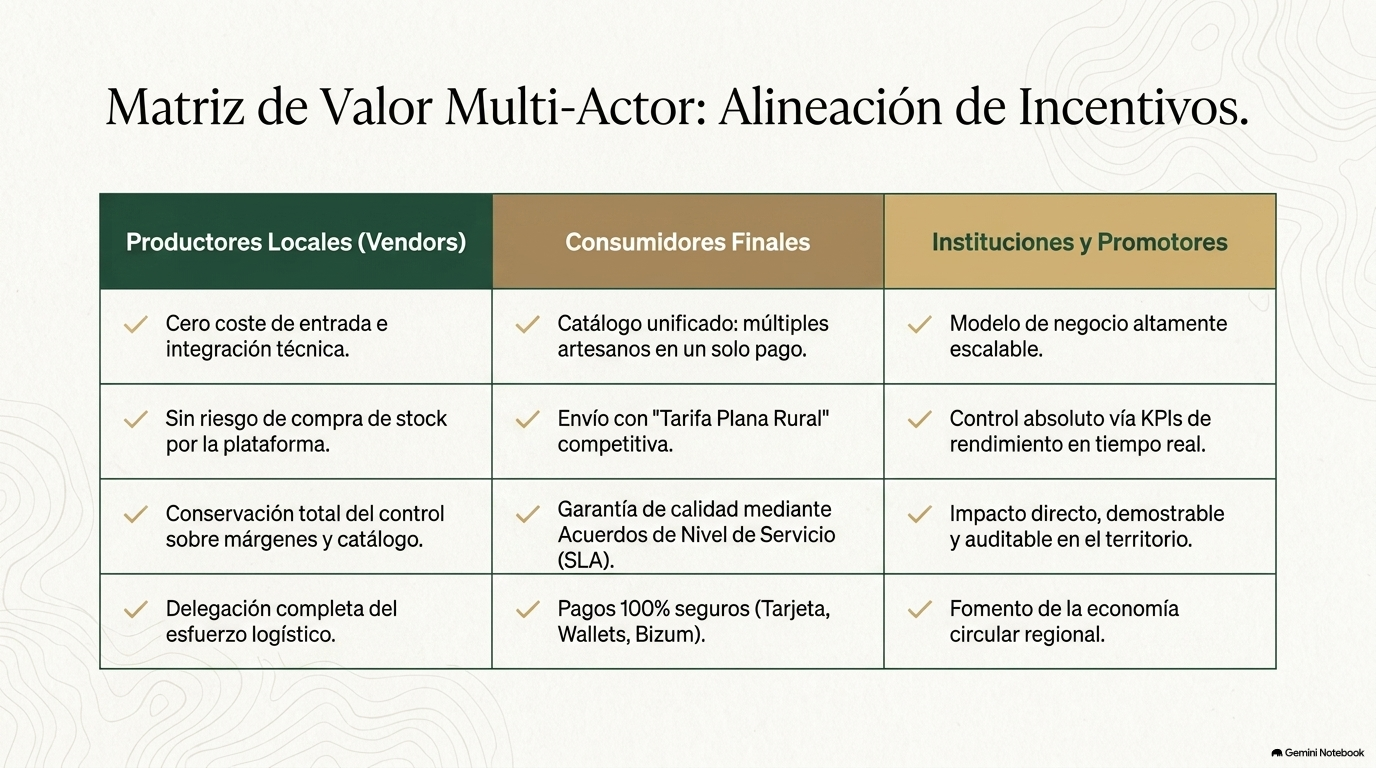 Matriz de Valor Multi-Actor: Alineación de Incentivos.
Productores Locales (Vendors)
Consumidores Finales
Instituciones y Promotores
Cero coste de entrada e
integración técnica.
Catálogo unificado: múltiples
artesanos en un solo pago.
Modelo de negocio altamente
escalable.
Sin riesgo de compra de stock
por la plataforma.
Envío con "Tarifa Plana Rural"
competitiva.
Control absoluto vía KPIs de
rendimiento en tiempo real.
Conservación total del control
sobre márgenes y catálogo.
Garantía de calidad mediante
Acuerdos de Nivel de Servicio
(SLA).
Impacto directo, demostrable
y auditable en el territorio.
Delegación completa del
esfuerzo logístico.
Pagos 100% seguros (Tarjeta,
Wallets, Bizum).
Fomento de la economía
circular regional.
Gemini Notebook